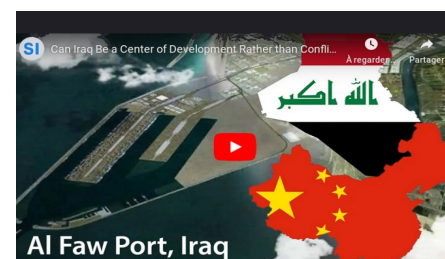 SI
Can Iraq Be a Center of Development Rather than Confli...
À regarder...
Partager
الله اكبر
Al Faw Port, Iraq